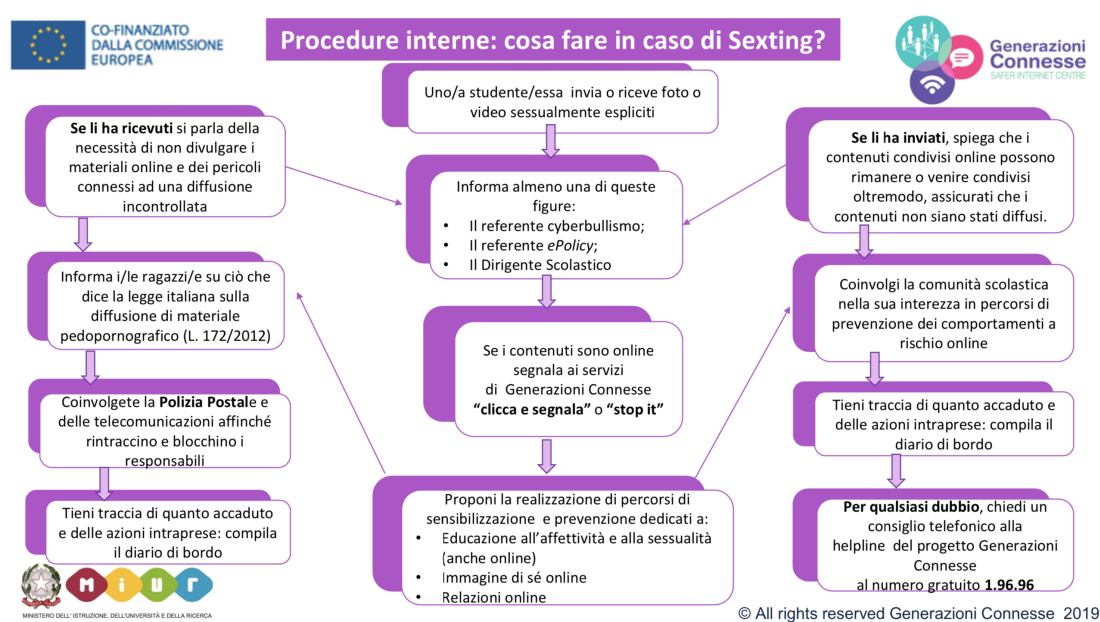 CO-FINANZIATO
DALLA COMMISSIONE
EUROPEA
Procedure interne: cosa fare in caso di Sexting?
Generazioni
Connesse
SAFER INTERNET CENTRE
Uno/a studente/essa invia o riceve foto o
video sessualmente espliciti
Se li ha ricevuti si parla della
necessità di non divulgare i
materiali online e dei pericoli
connessi ad una diffusione
incontrollata
Informa almeno una di queste
figure:
• Il referente cyberbullismo;
• Il referente ePolicy;
• Il Dirigente Scolastico
Se li ha inviati, spiega che i
contenuti condivisi online possono
rimanere o venire condivisi
oltremodo, assicurati che i
contenuti non siano stati diffusi.
Informa i/le ragazzi/e su ciò che
dice la legge italiana sulla
diffusione di materiale
pedopornografico (L. 172/2012)
Se i contenuti sono online
segnala ai servizi
di Generazioni Connesse
“clicca e segnala” o “stop it”
Coinvolgi la comunità scolastica
nella sua interezza in percorsi di
prevenzione dei comportamenti a
rischio online
Coinvolgete la Polizia Postale e
delle telecomunicazioni affinché
rintraccino e blocchino i
responsabili
Tieni traccia di quanto accaduto e
delle azioni intraprese: compila il
diario di bordo
Tieni traccia di quanto accaduto
e delle azioni intraprese: compila
il diario di bordo
Proponi la realizzazione di percorsi di
sensibilizzazione e prevenzione dedicati a:
• Educazione all’affettività e alla sessualità
(anche online)
• Immagine di sé online
• Relazioni online
Per qualsiasi dubbio, chiedi un
consiglio telefonico alla
helpline del progetto Generazioni
Connesse
al numero gratuito 1.96.96
MIUR
MINISTERO DELL' ISTRUZIONE, DELL'UNIVERSITÀ E DELLA RICERCA
© All rights reserved Generazioni Connesse 2019